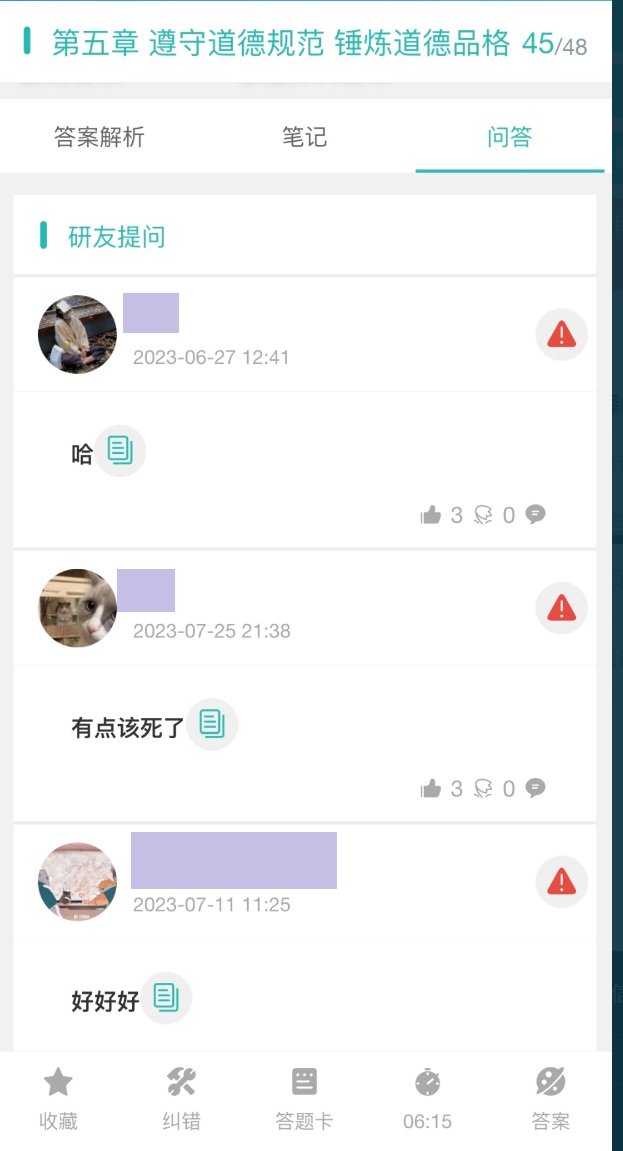 第五章 遵守道德规范 锤炼道德品格 45/48
答案解析 笔记 问答
研友提问
2023-06-27 12:41
哈
3 0
2023-07-25 21:38
有点该死了
3 0
2023-07-11 11:25
好好好
收藏 纠错 答题卡 06:15 答案